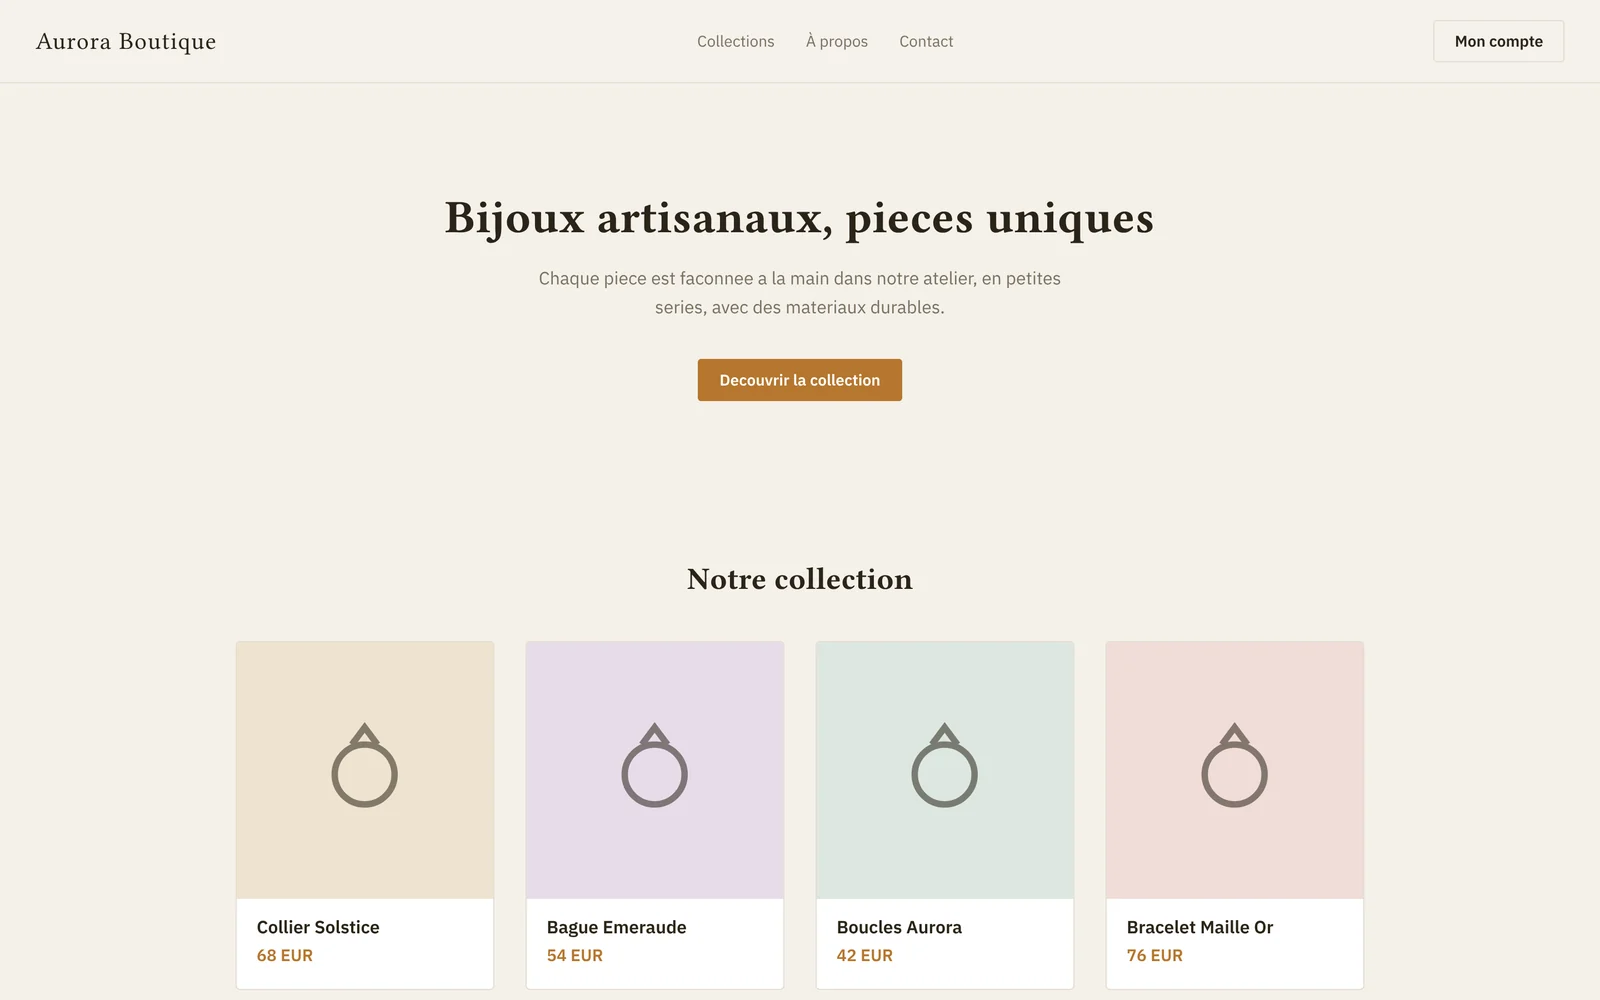 Aurora Boutique
Collections
À propos
Contact
Mon compte
Bijoux artisanaux, pieces uniques
Chaque piece est faconnee a la main dans notre atelier, en petites
series, avec des materiaux durables.
Decouvrir la collection
Notre collection
Collier Solstice
68 EUR
Bague Emeraude
54 EUR
Boucles Aurora
42 EUR
Bracelet Maille Or
76 EUR